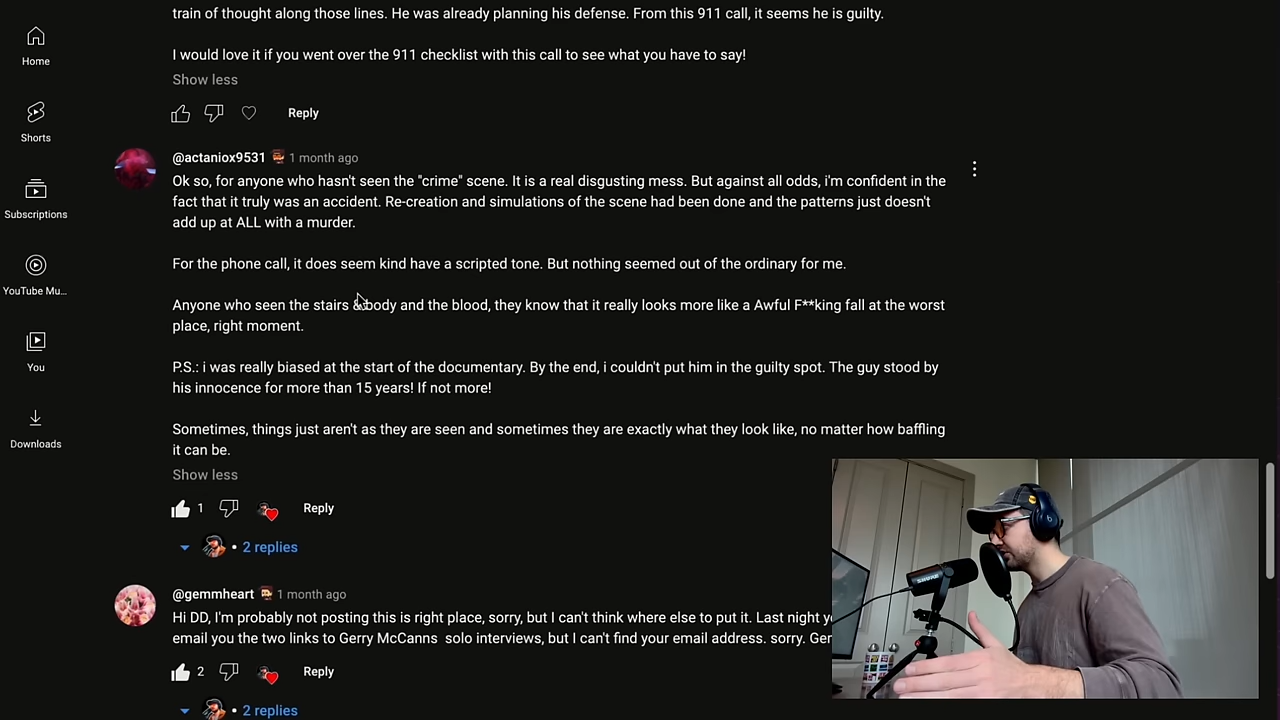 train of thought along those lines. He was already planning his defense. From this 911 call, it seems he is guilty.
I would love it if you went over the 911 checklist with this call to see what you have to say!
Show less
Reply
Home
Shorts
Subscriptions
YouTube Mu...
You
Downloads
@actaniox9531 1 month ago
Ok so, for anyone who hasn't seen the "crime" scene. It is a real disgusting mess. But against all odds, i'm confident in the
fact that it truly was an accident. Re-creation and simulations of the scene had been done and the patterns just doesn't
add up at ALL with a murder.
For the phone call, it does seem kind have a scripted tone. But nothing seemed out of the ordinary for me.
Anyone who seen the stairs & body and the blood, they know that it really looks more like a Awful F**king fall at the worst
place, right moment.
P.S.: i was really biased at the start of the documentary. By the end, i couldn't put him in the guilty spot. The guy stood by
his innocence for more than 15 years! If not more!
Sometimes, things just aren't as they are seen and sometimes they are exactly what they look like, no matter how baffling
it can be.
Show less
1 Reply
• 2 replies
@gemmheart 1 month ago
Hi DD, I'm probably not posting this is right place, sorry, but I can't think where else to put it. Last night
email you the two links to Gerry McCanns solo interviews, but I can't find your email address. sorry.
2 Reply
• 2 replies
SHURE